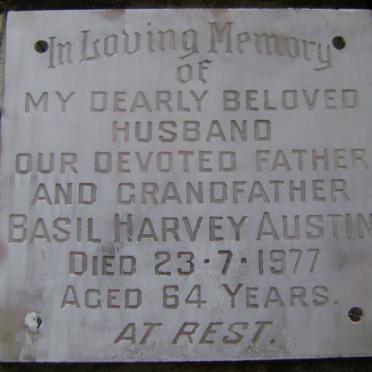 In Loving Memory
of
MY DEARLY BELOVED
HUSBAND
OUR DEVOTED FATHER
AND GRANDFATHER
BASIL HARVEY AUSTIN
DIED 23·7·1977
AGED 64 YEARS.
AT REST.